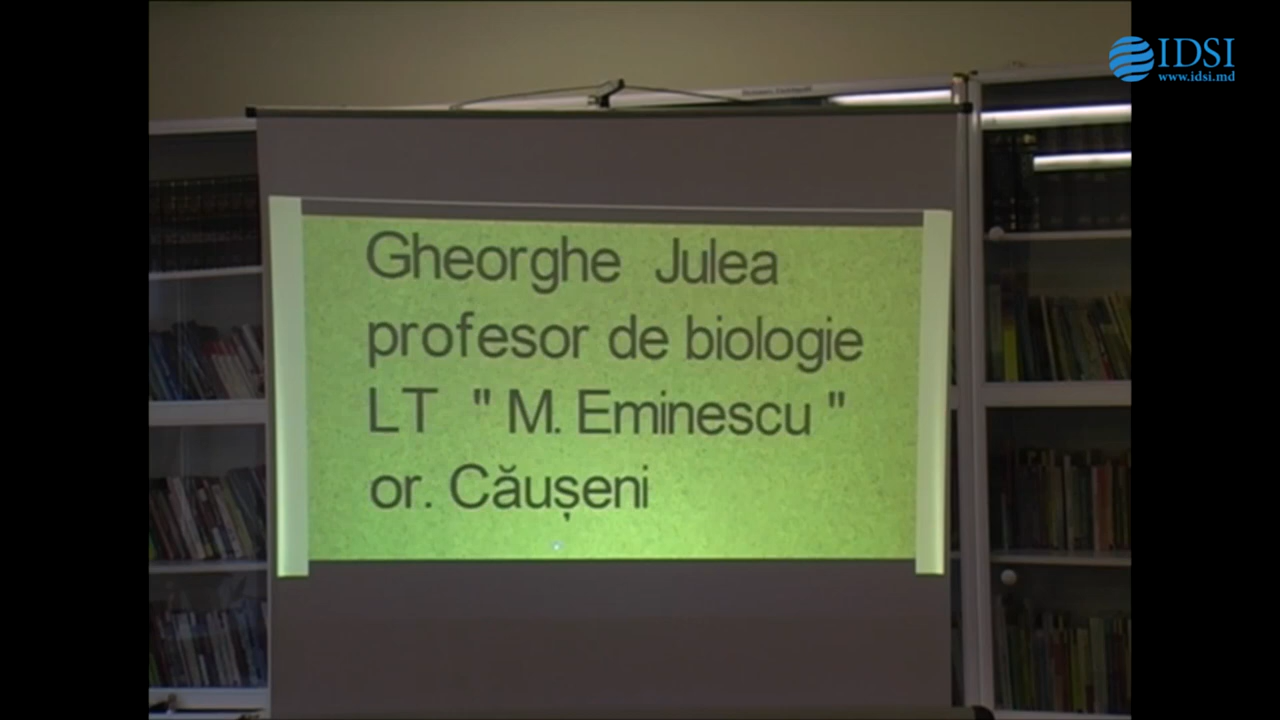 IDSI
www.idsi.md
Gheorghe Julea
profesor de biologie
LT " M. Eminescu "
or. Căușeni